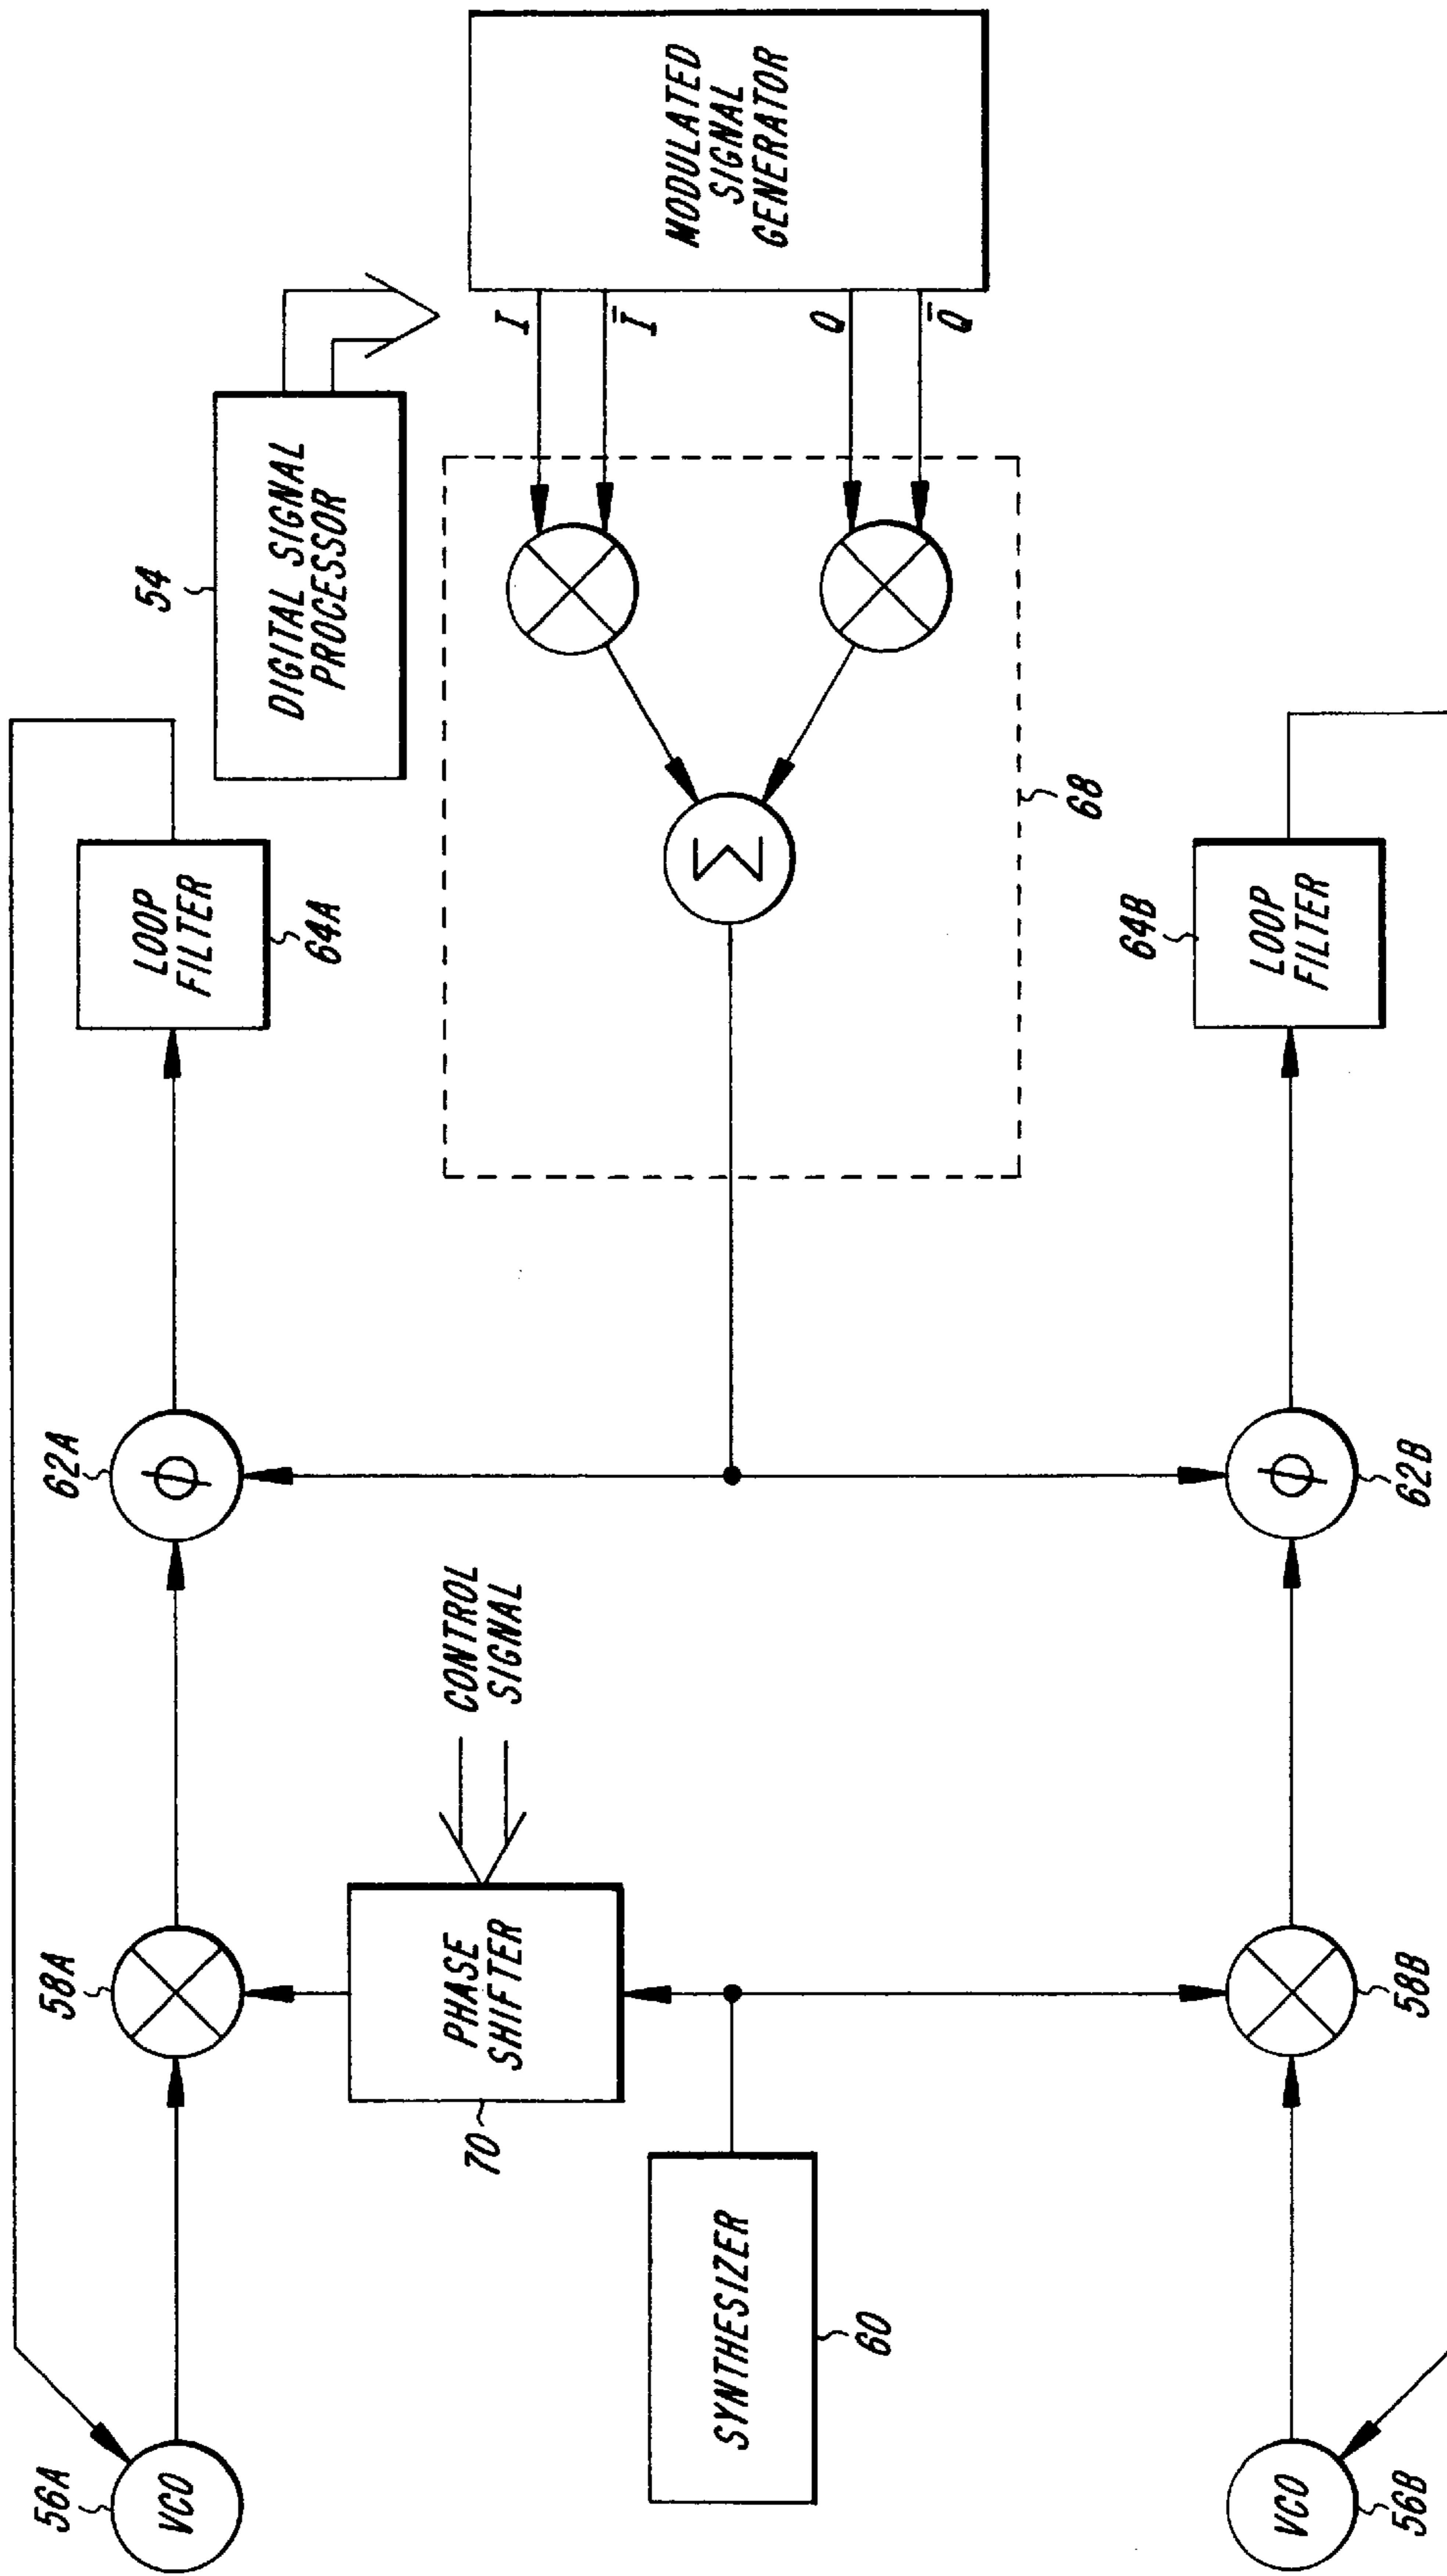 56A
VCO
58A
62A
LOOP
FILTER
64A
54
DIGITAL SIGNAL
PROCESSOR
PHASE
SHIFTER
70
CONTROL
SIGNAL
SYNTHESIZER
60
Σ
68
I
Ī
Q
Q̄
MODULATED
SIGNAL
GENERATOR
VCO
56B
58B
ϕ
ϕ
62B
64B
LOOP
FILTER